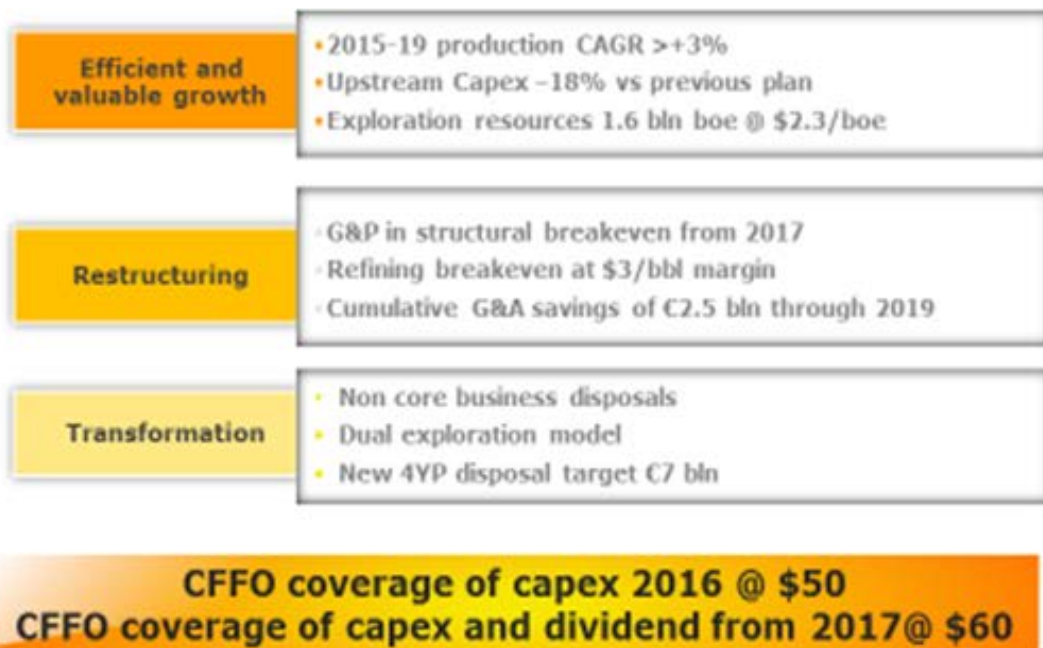 Efficient and
valuable growth
•2015-19 production CAGR >+3%
•Upstream Capex –18% vs previous plan
•Exploration resources 1.6 bln boe @ $2.3/boe
Restructuring
·G&P in structural breakeven from 2017
·Refining breakeven at $3/bbl margin
·Cumulative G&A savings of €2.5 bln through 2019
Transformation
• Non core business disposals
• Dual exploration model
• New 4YP disposal target €7 bln
CFFO coverage of capex 2016 @ $50
CFFO coverage of capex and dividend from 2017@ $60